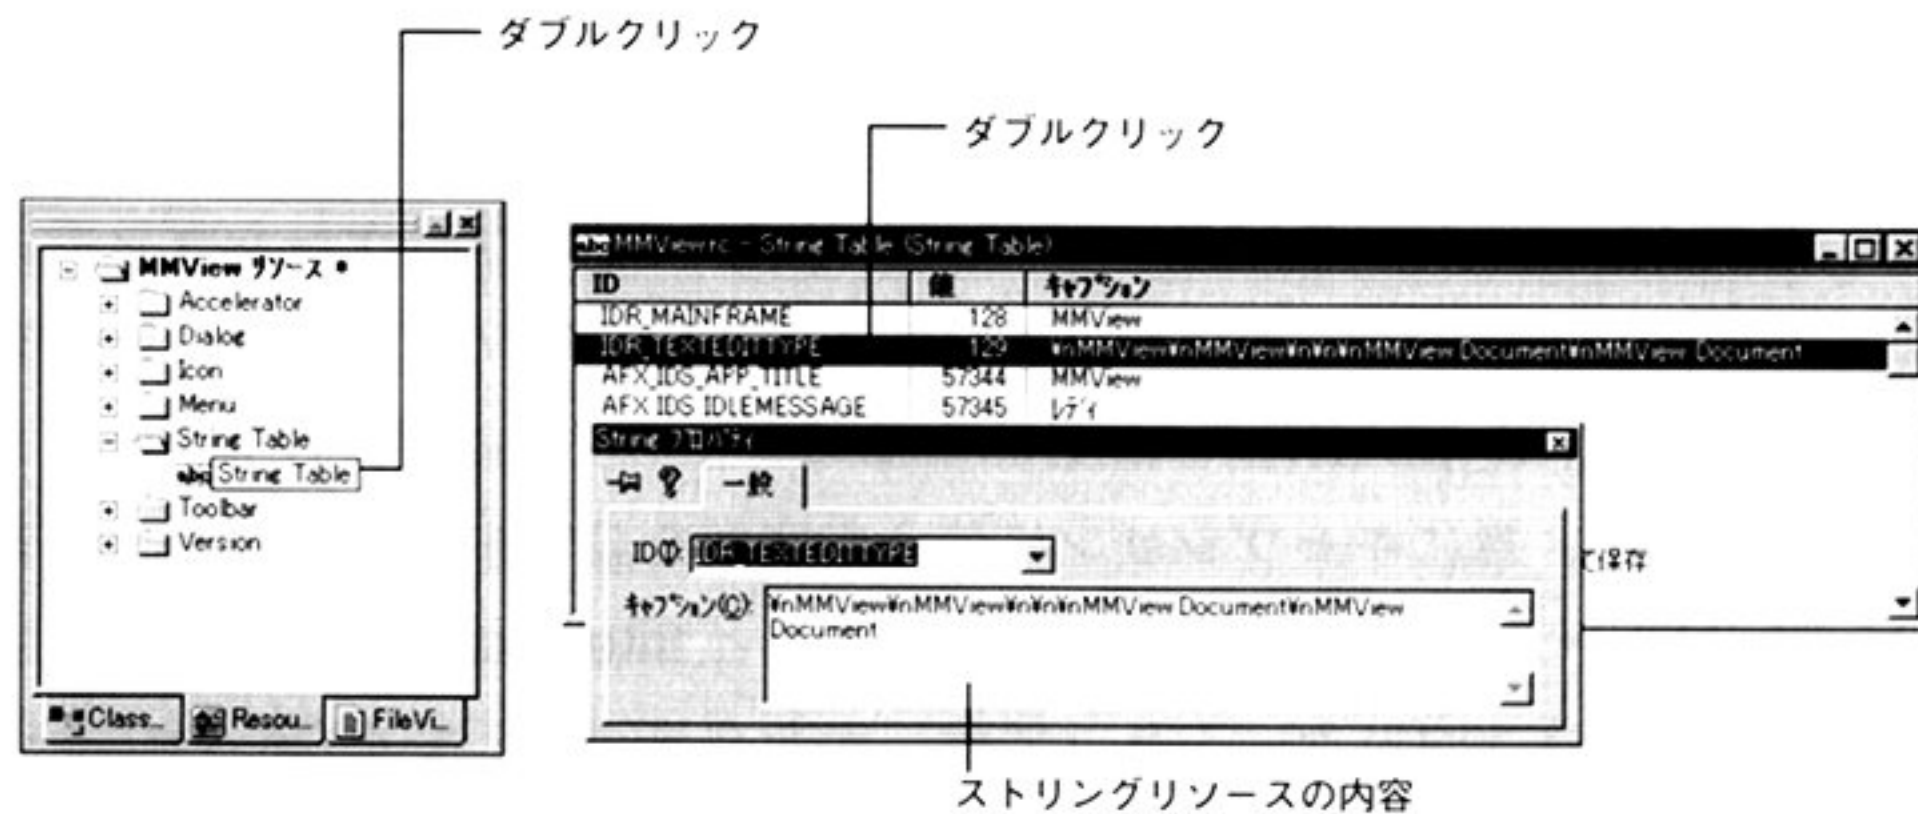 ダブルクリック
ダブルクリック
MMView リソース
Accelerator
Dialog
Icon
Menu
String Table
abc String Table
Toolbar
Version
Class...
Resou...
FileVi...
abc MMView.rc - String Table (String Table)
ID 値 キャプション
IDR_MAINFRAME 128 MMView
IDR_TEXTEDITTYPE 129 ¥nMMView¥nMMView¥n¥n¥nMMView Document¥nMMView Document
AFX_IDS_APP_TITLE 57344 MMView
AFX_IDS_IDLEMESSAGE 57345 レディ
て保存
String プロパティ
一般
ID(I): IDR_TEXTEDITTYPE
キャプション(C): ¥nMMView¥nMMView¥n¥n¥nMMView Document¥nMMView
Document
ストリングリソースの内容